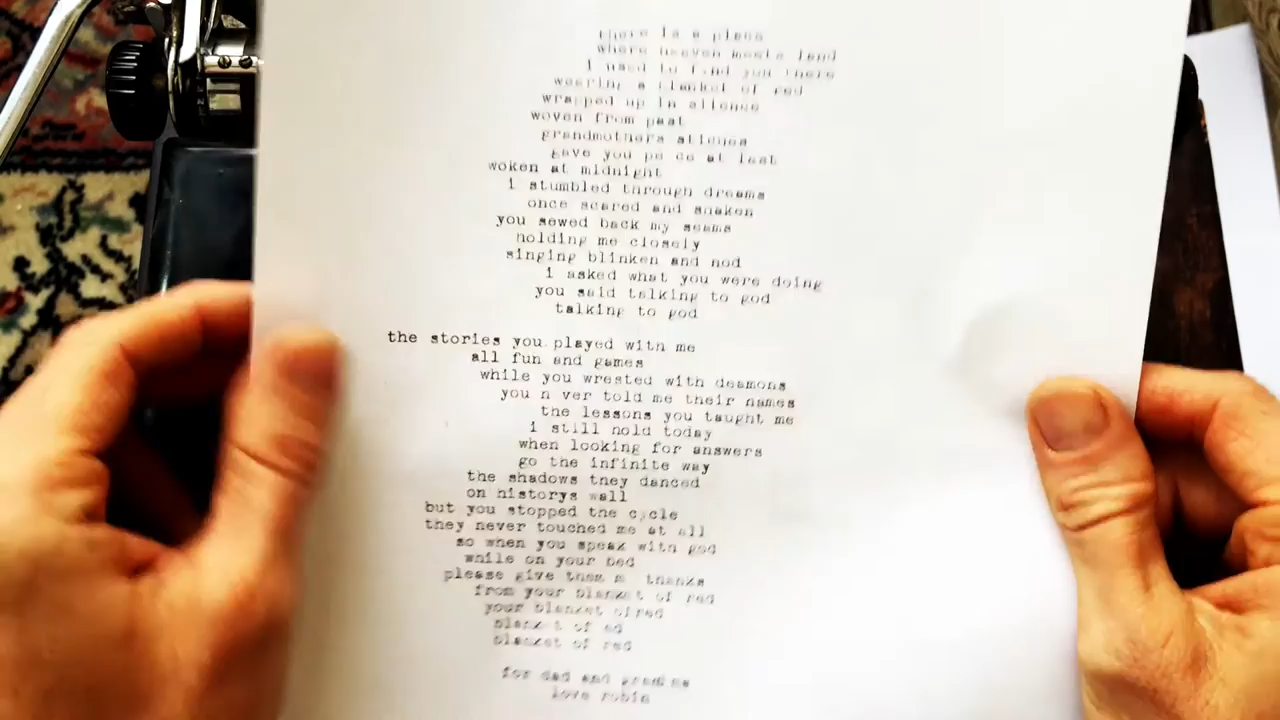 there is a place
where heaven meets land
i used to find you there
wearing a blanket of red
wrapped up in silence
woven from past
grandmothers silence
gave you pe ce at last
woken at midnight
i stumbled through dreams
once scared and shaken
you sewed back my seams
holding me closely
singing blinken and nod
i asked what you were doing
you said talking to god
talking to god
the stories you played with me
all fun and games
while you wrested with deamons
you n ver told me their names
the lessons you taught me
i still hold today
when looking for answers
go the infinite way
the shadows they danced
on historys wall
but you stopped the cycle
they never touched me at all
so when you speak with god
while on your bed
please give them m thanks
from your blanket of red
your blanket ofred
blank t of ed
blanket of red
for dad and
love robin